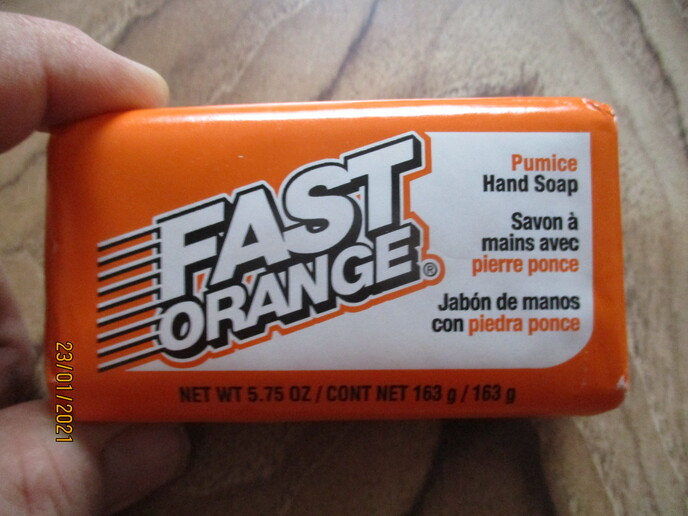 FAST
ORANGE®
Pumice
Hand Soap
Savon à
mains avec
pierre ponce
Jabón de manos
con piedra ponce
NET WT 5.75 OZ / CONT NET 163 g / 163 g
23/01/2021